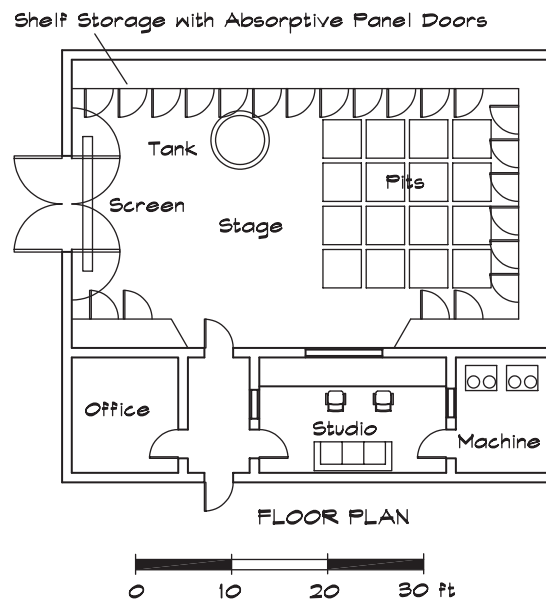 Shelf Storage with Absorptive Panel Doors
Tank
Pits
Screen
Stage
Office
Studio
Machine
FLOOR PLAN
0 10 20 30 ft